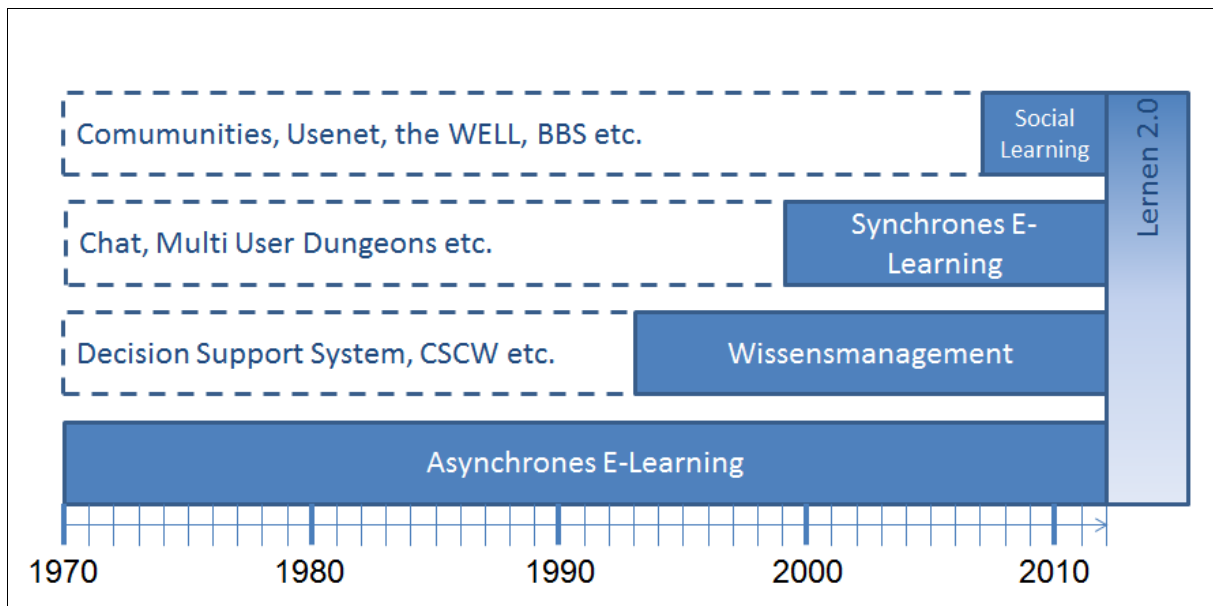 Comumunities, Usenet, the WELL, BBS etc.
Social
Learning
Lernen 2.0
Chat, Multi User Dungeons etc.
Synchrones E-
Learning
Decision Support System, CSCW etc.
Wissensmanagement
Asynchrones E-Learning
1970 1980 1990 2000 2010